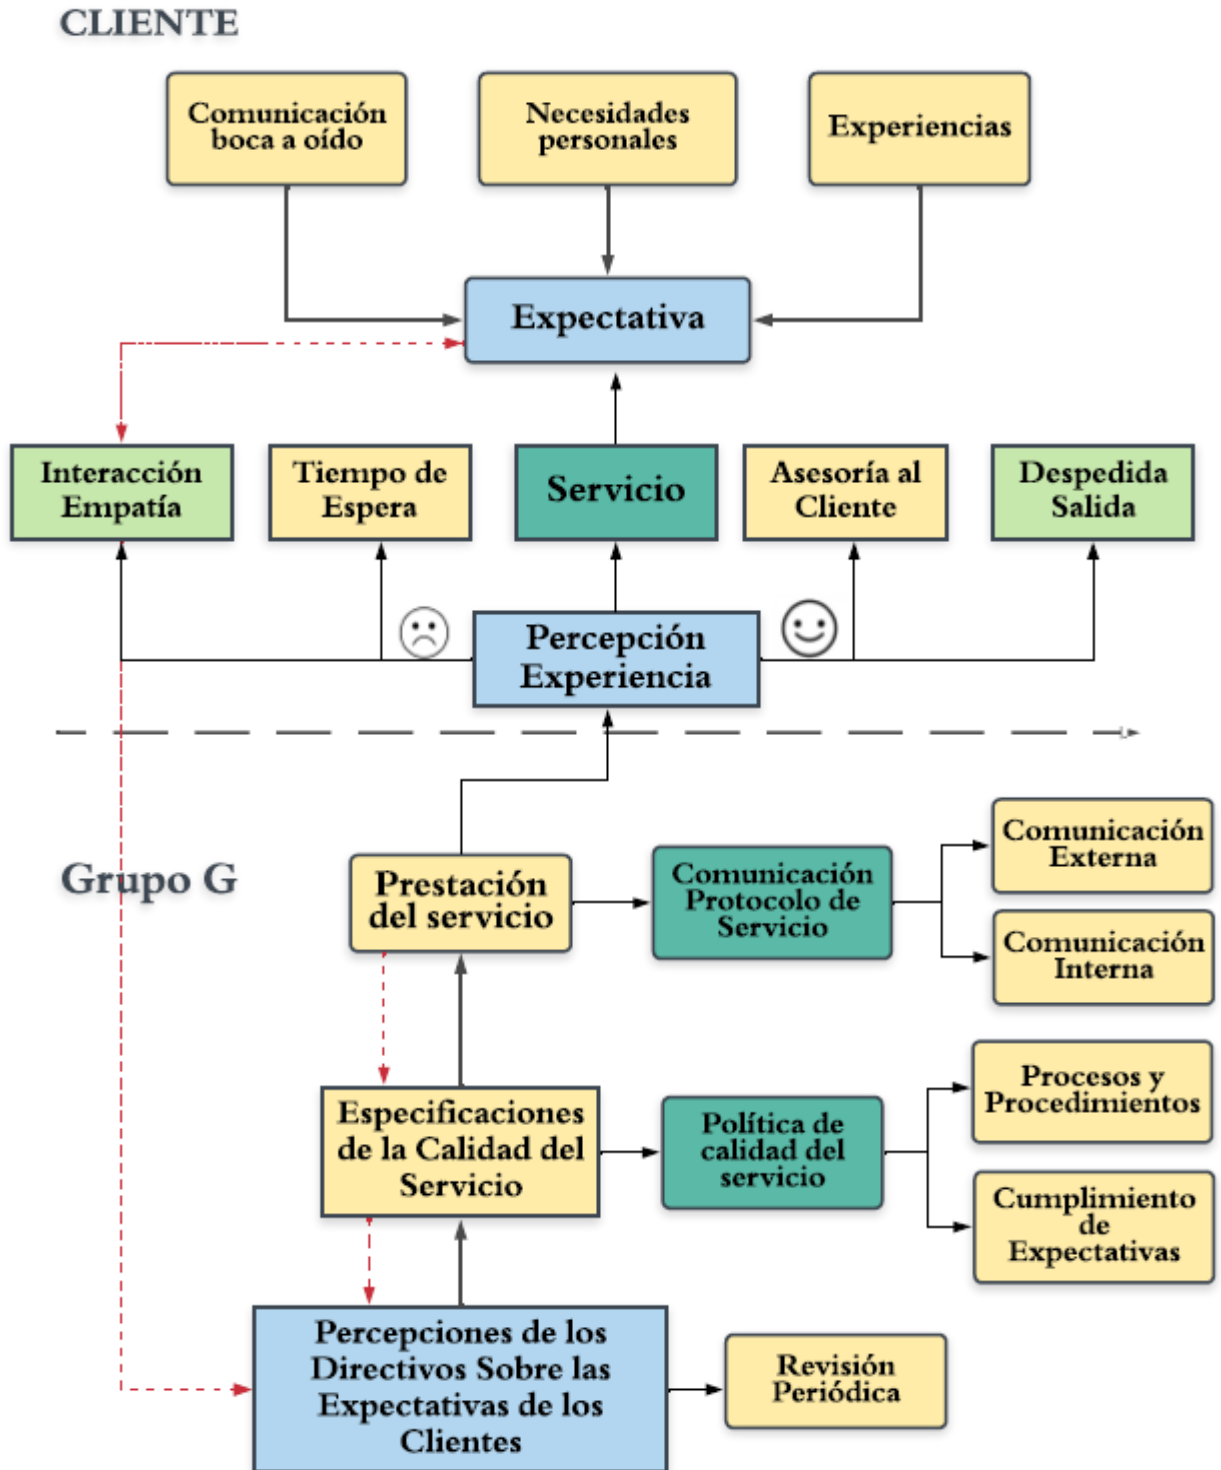 CLIENTE
Comunicación
boca a oído
Necesidades
personales
Experiencias
Expectativa
Interacción
Empatía
Tiempo de
Espera
Servicio
Asesoría al
Cliente
Despedida
Salida
Percepción
Experiencia
Grupo G
Prestación
del servicio
Comunicación
Protocolo de
Servicio
Comunicación
Externa
Comunicación
Interna
Especificaciones
de la Calidad del
Servicio
Política de
calidad del
servicio
Procesos y
Procedimientos
Cumplimiento
de
Expectativas
Percepciones de los
Directivos Sobre las
Expectativas de los
Clientes
Revisión
Periódica